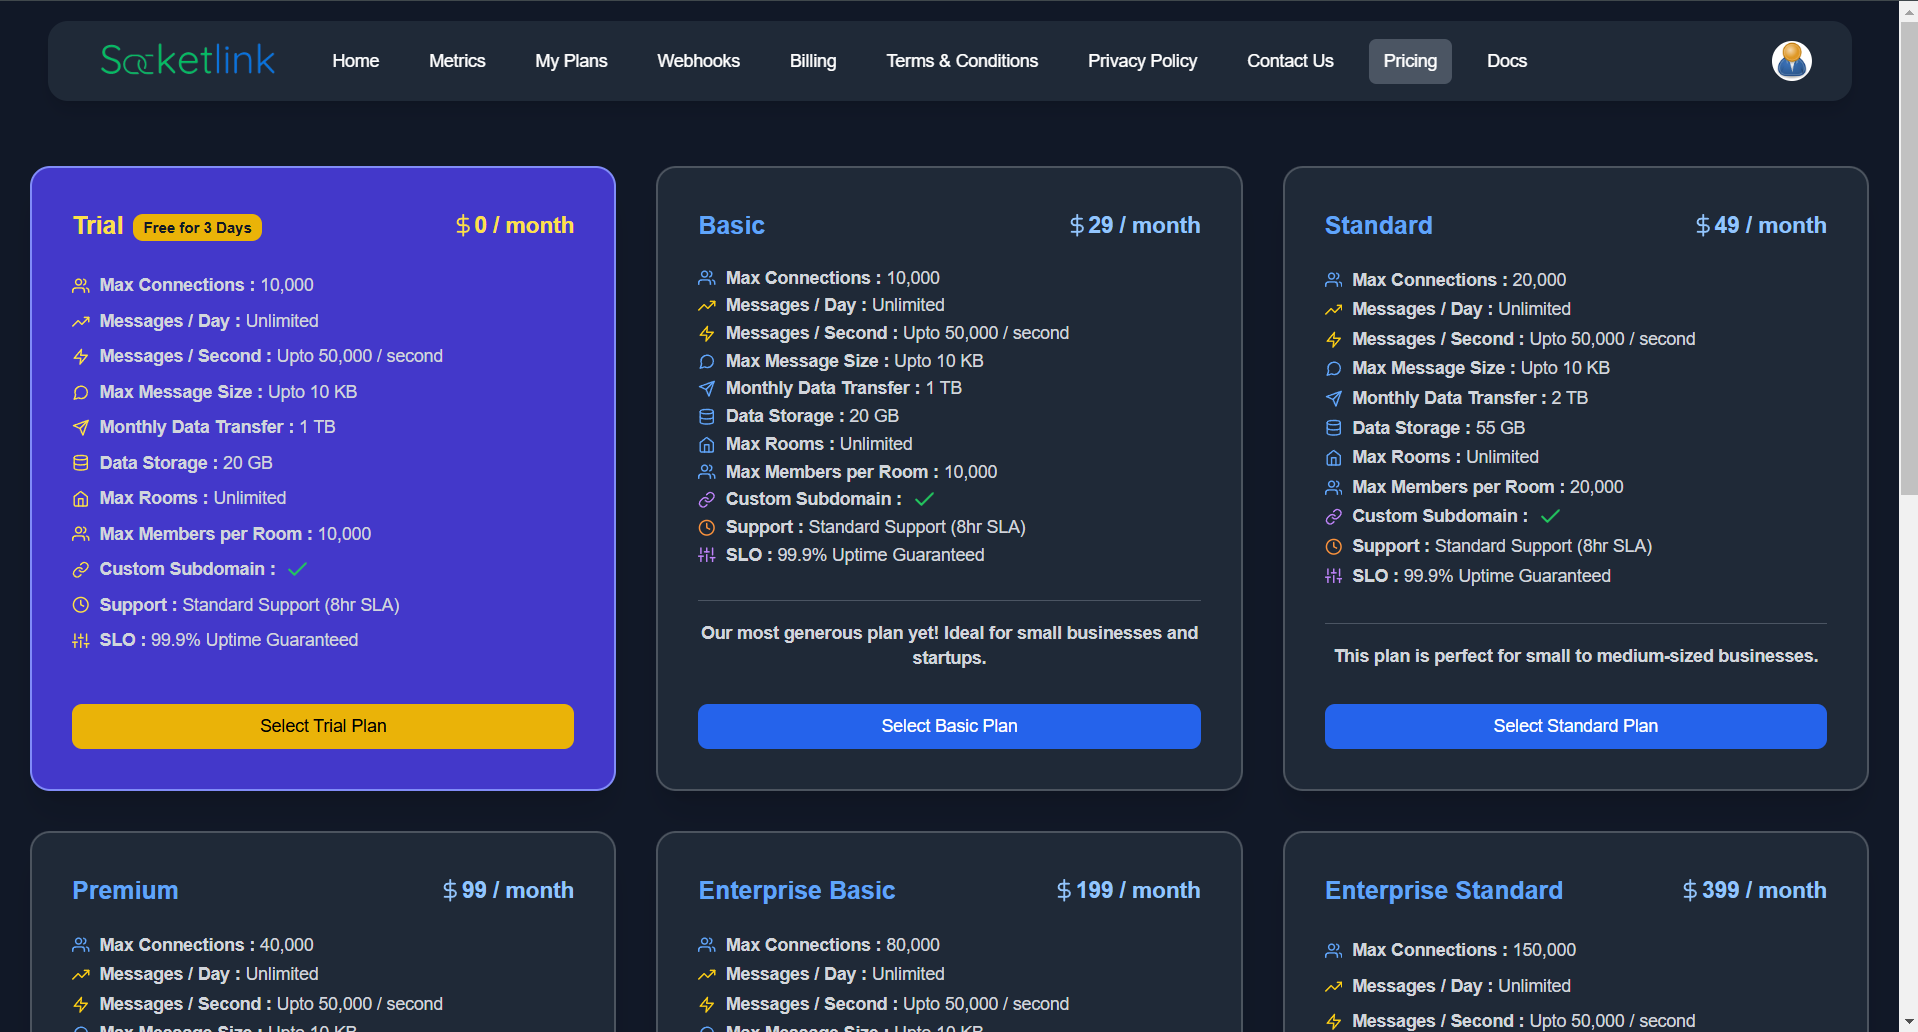 Socketlink Home Metrics My Plans Webhooks Billing Terms & Conditions Privacy Policy Contact Us Pricing Docs
Trial Free for 3 Days $0 / month
Max Connections : 10,000
Messages / Day : Unlimited
Messages / Second : Upto 50,000 / second
Max Message Size : Upto 10 KB
Monthly Data Transfer : 1 TB
Data Storage : 20 GB
Max Rooms : Unlimited
Max Members per Room : 10,000
Custom Subdomain :
Support : Standard Support (8hr SLA)
SLO : 99.9% Uptime Guaranteed
Select Trial Plan
Basic $29 / month
Max Connections : 10,000
Messages / Day : Unlimited
Messages / Second : Upto 50,000 / second
Max Message Size : Upto 10 KB
Monthly Data Transfer : 1 TB
Data Storage : 20 GB
Max Rooms : Unlimited
Max Members per Room : 10,000
Custom Subdomain :
Support : Standard Support (8hr SLA)
SLO : 99.9% Uptime Guaranteed
Our most generous plan yet! Ideal for small businesses and
startups.
Select Basic Plan
Standard $49 / month
Max Connections : 20,000
Messages / Day : Unlimited
Messages / Second : Upto 50,000 / second
Max Message Size : Upto 10 KB
Monthly Data Transfer : 2 TB
Data Storage : 55 GB
Max Rooms : Unlimited
Max Members per Room : 20,000
Custom Subdomain :
Support : Standard Support (8hr SLA)
SLO : 99.9% Uptime Guaranteed
This plan is perfect for small to medium-sized businesses.
Select Standard Plan
Premium $99 / month
Max Connections : 40,000
Messages / Day : Unlimited
Messages / Second : Upto 50,000 / second
Max Message Size : Upto 10 KB
Enterprise Basic $199 / month
Max Connections : 80,000
Messages / Day : Unlimited
Messages / Second : Upto 50,000 / second
Max Message Size : Upto 10 KB
Enterprise Standard $399 / month
Max Connections : 150,000
Messages / Day : Unlimited
Messages / Second : Upto 50,000 / second